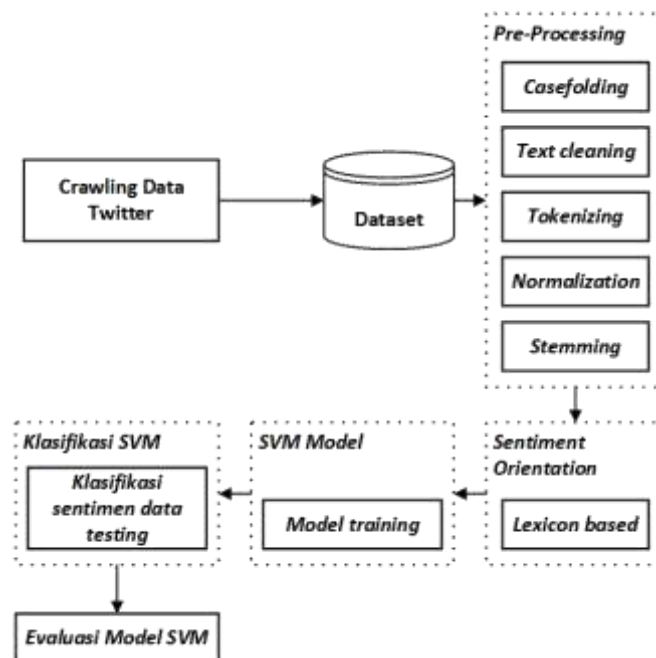 Crawling Data
Twitter
Dataset
Pre-Processing
Casefolding
Text cleaning
Tokenizing
Normalization
Stemming
Sentiment
Orientation
Lexicon based
SVM Model
Model training
Klasifikasi SVM
Klasifikasi
sentimen data
testing
Evaluasi Model SVM